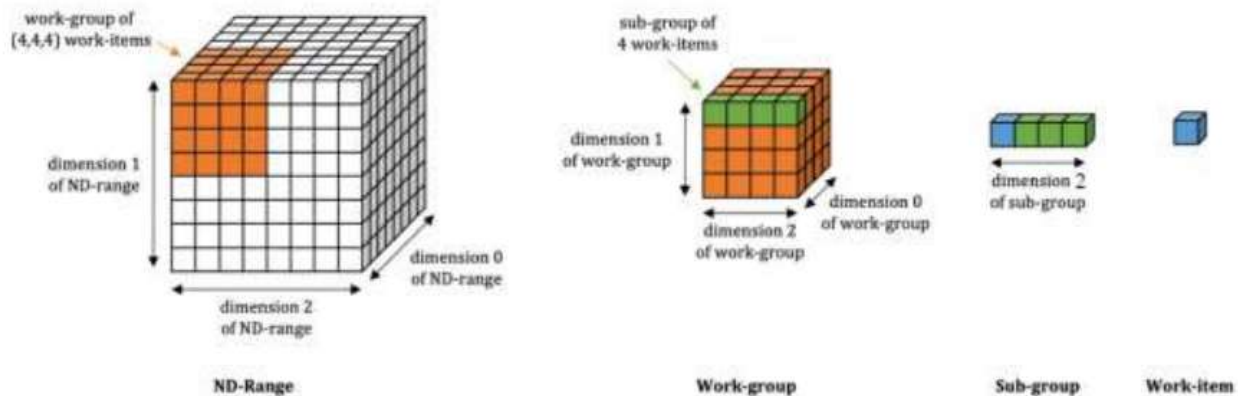 work-group of
(4,4,4) work-items
dimension 1
of ND-range
dimension 0
of ND-range
dimension 2
of ND-range
ND-Range
sub-group of
4 work-items
dimension 1
of work-group
dimension 0
of work-group
dimension 2
of work-group
Work-group
dimension 2
of sub-group
Sub-group
Work-item